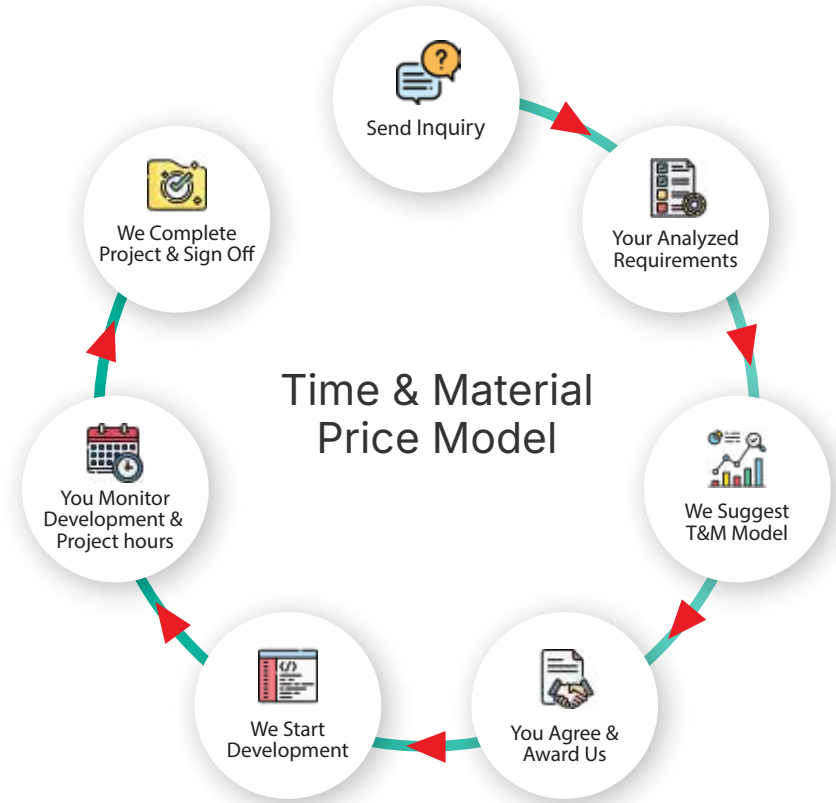 Send Inquiry
Your Analyzed
Requirements
We Suggest
T&M Model
You Agree &
Award Us
We Start
Development
You Monitor
Development &
Project hours
We Complete
Project & Sign Off
Time & Material
Price Model